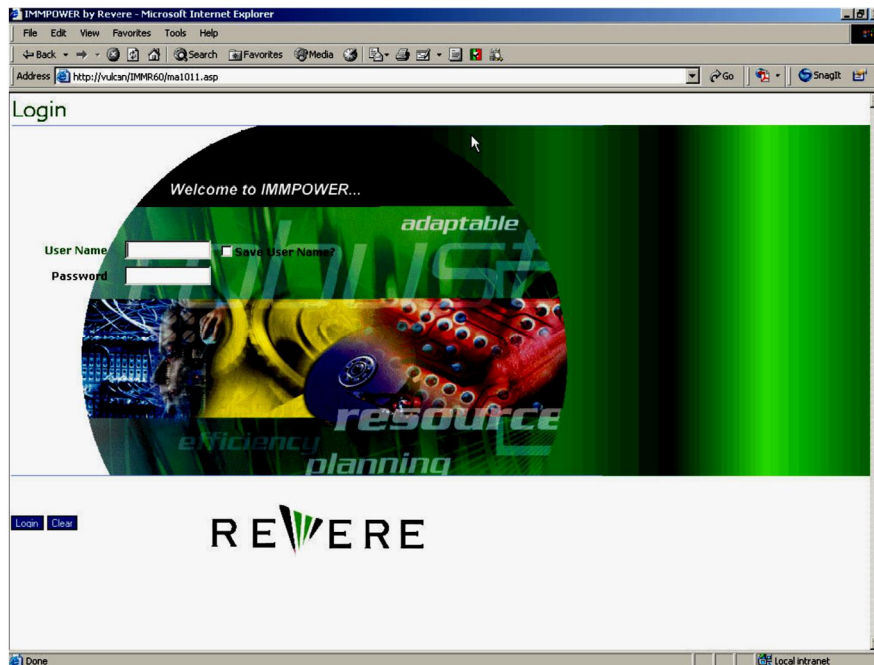 IMMPOWER by Revere - Microsoft Internet Explorer
File Edit View Favorites Tools Help
Back Search Favorites Media
Address http://vulcan/IMMR60/ma1011.asp Go SnagIt
Login
Welcome to IMMPOWER...
adaptable
robust
User Name Save User Name?
Password
resource
efficiency
planning
Login Clear
REVERE
Done Local intranet